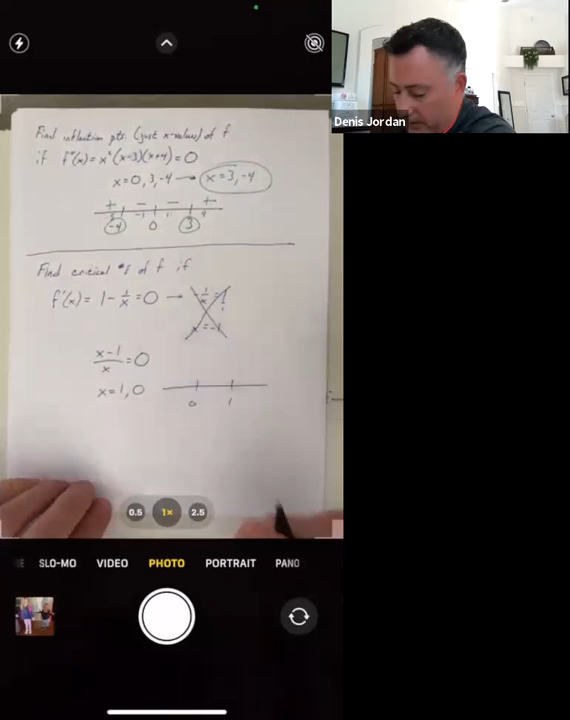 Denis Jordan
Find inflection pts. (just x-values) of f
if f"(x) = x²(x-3)(x+4) = 0
x = 0, 3, -4 → x = 3, -4
+ - - +
-4 0 3
Find critical #s of f if
f'(x) = 1 - 1/x = 0 →
x = -1
x-1/x = 0
x = 1, 0
0 1
0.5 1× 2.5
SLO-MO VIDEO PHOTO PORTRAIT PANO